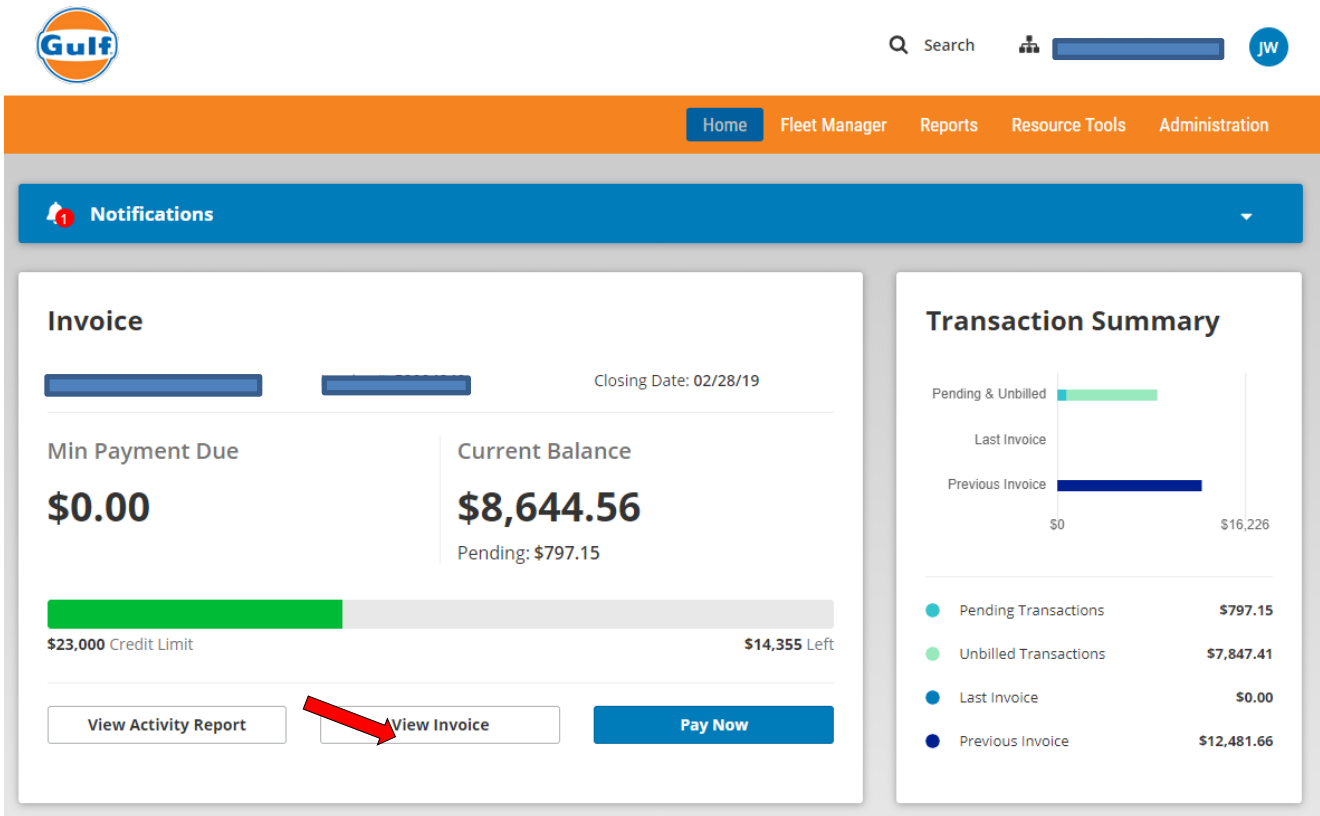 Gulf
Search
JW
Home Fleet Manager Reports Resource Tools Administration
1 Notifications
Invoice
Closing Date: 02/28/19
Min Payment Due
$0.00
Current Balance
$8,644.56
Pending: $797.15
$23,000 Credit Limit $14,355 Left
View Activity Report View Invoice Pay Now
Transaction Summary
Pending & Unbilled
Last Invoice
Previous Invoice
$0 $16,226
Pending Transactions $797.15
Unbilled Transactions $7,847.41
Last Invoice $0.00
Previous Invoice $12,481.66